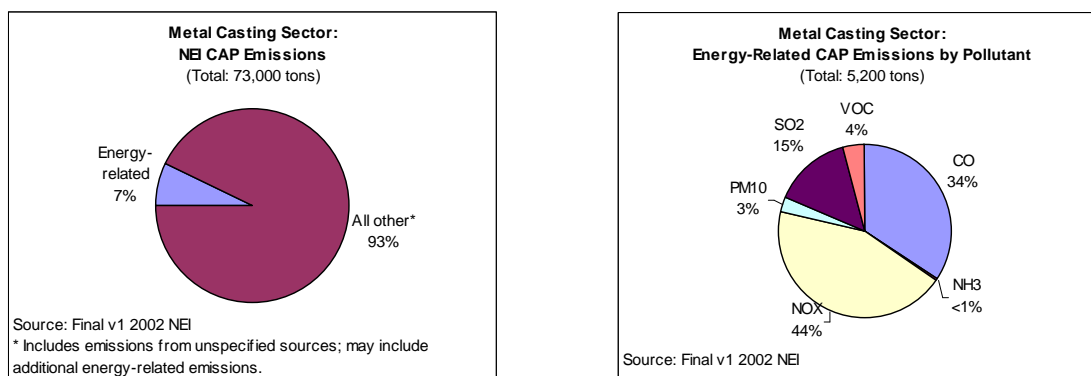 Metal Casting Sector:
NEI CAP Emissions
(Total: 73,000 tons)
Energy-
related
7%
All other*
93%
Source: Final v1 2002 NEI
* Includes emissions from unspecified sources; may include
additional energy-related emissions.
Metal Casting Sector:
Energy-Related CAP Emissions by Pollutant
(Total: 5,200 tons)
VOC
4%
SO2
15%
CO
34%
PM10
3%
NH3
<1%
NOX
44%
Source: Final v1 2002 NEI